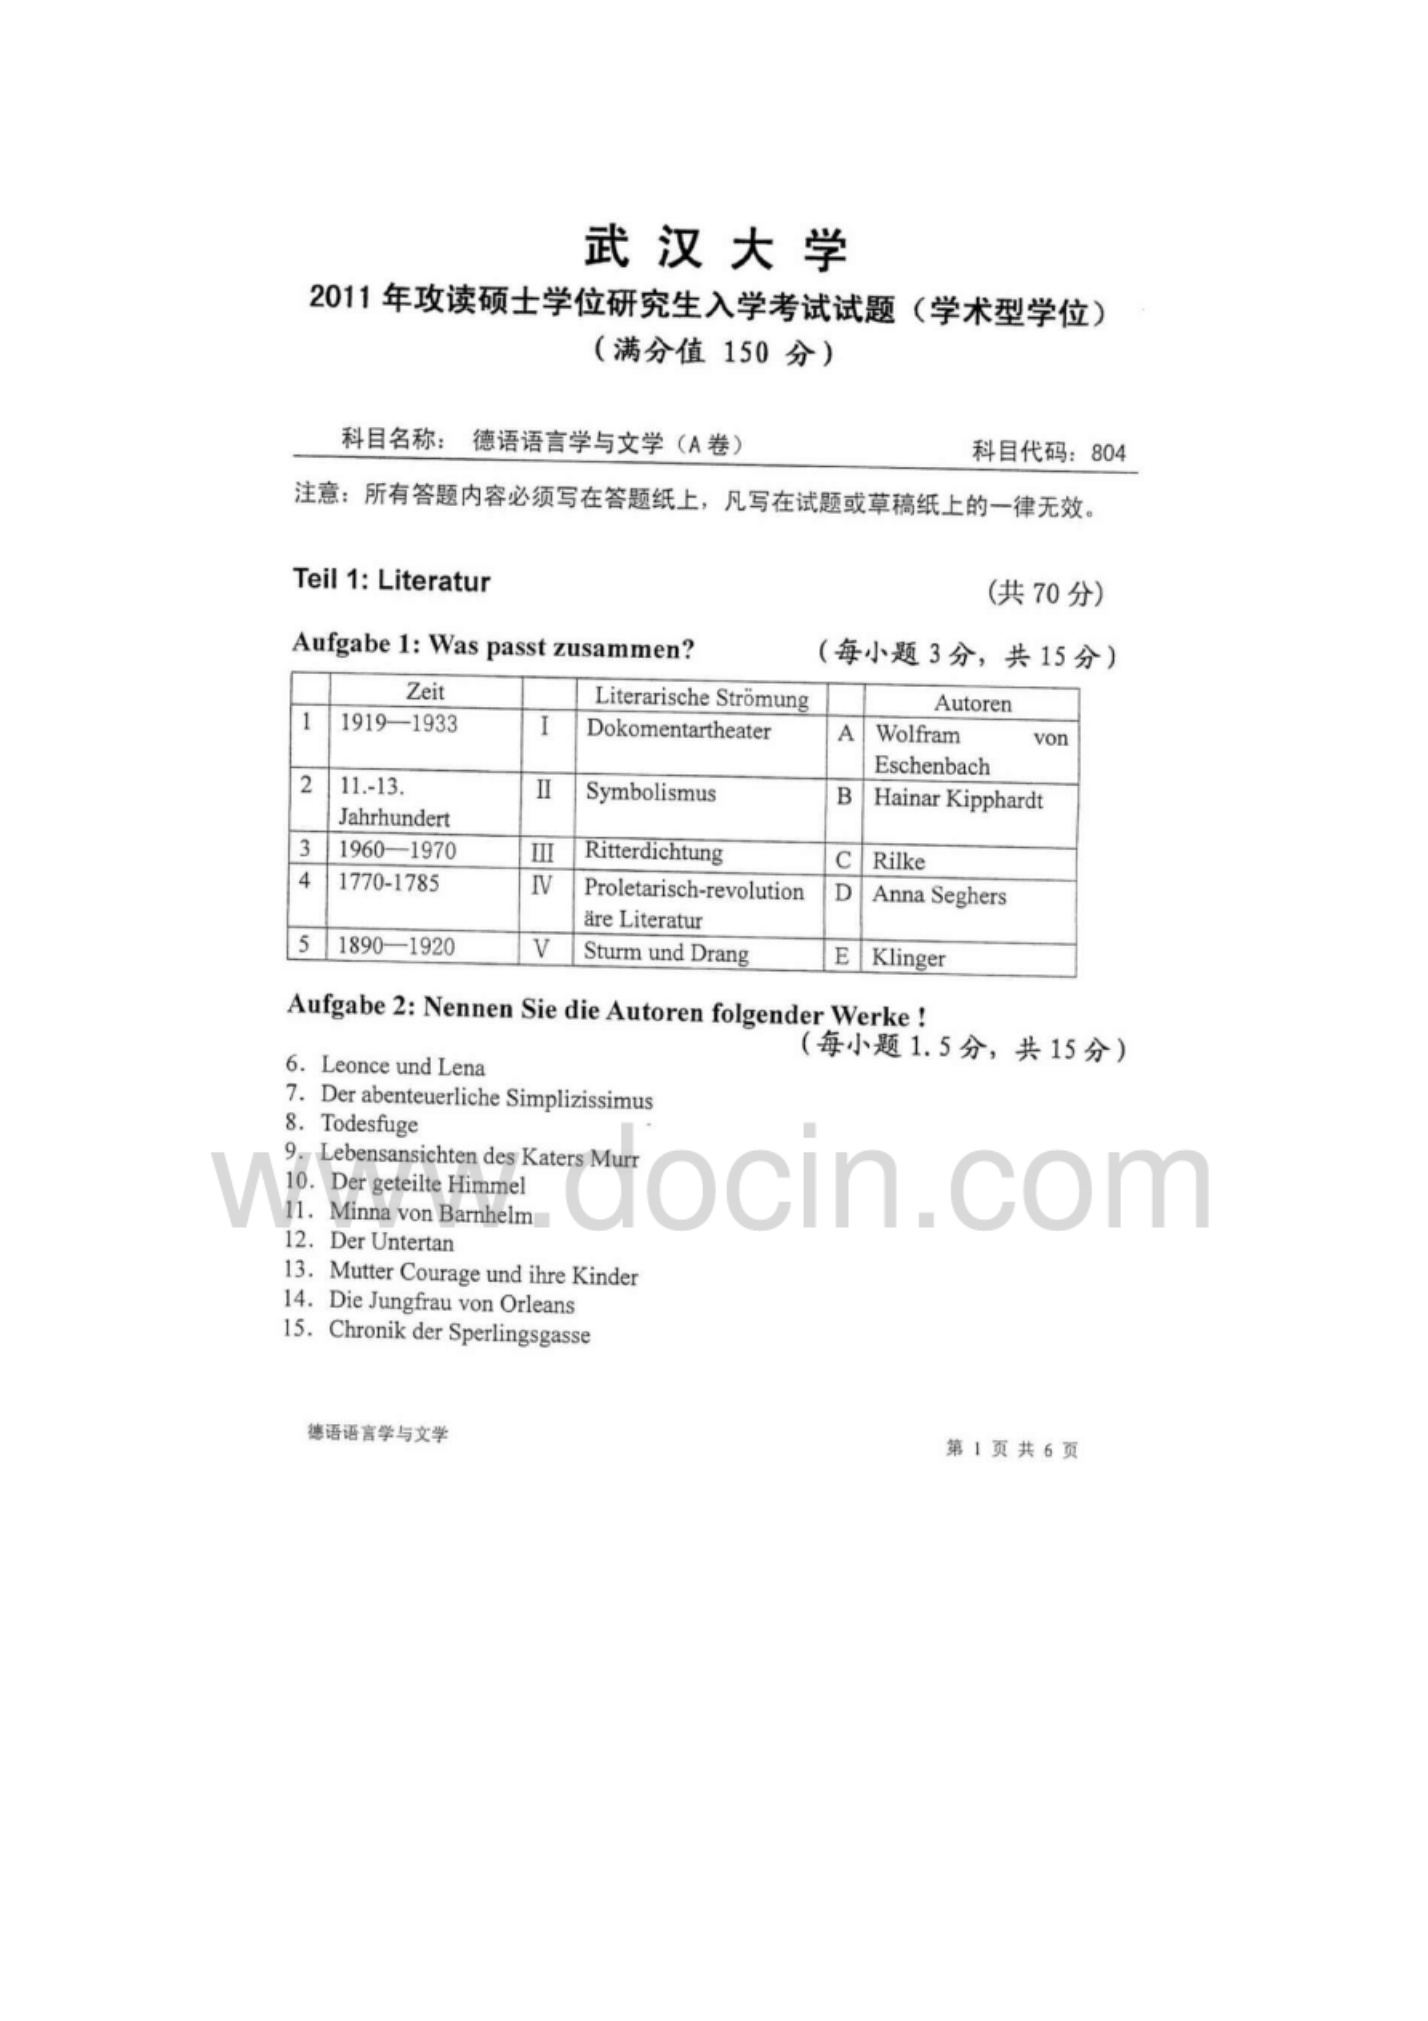 武汉大学
2011 年攻读硕士学位研究生入学考试试题（学术型学位）
（满分值 150 分）
科目名称： 德语语言学与文学（A 卷） 科目代码：804
注意：所有答题内容必须写在答题纸上，凡写在试题或草稿纸上的一律无效。
Teil 1: Literatur (共 70 分)
Aufgabe 1: Was passt zusammen? （每小题 3 分，共 15 分）
Zeit Literarische Strömung Autoren
1 1919—1933 I Dokomentartheater A Wolfram von
Eschenbach
2 11.-13. II Symbolismus B Hainar Kipphardt
Jahrhundert
3 1960—1970 III Ritterdichtung C Rilke
4 1770-1785 IV Proletarisch-revolution D Anna Seghers
äre Literatur
5 1890—1920 V Sturm und Drang E Klinger
Aufgabe 2: Nennen Sie die Autoren folgender Werke !
（每小题 1.5 分，共 15 分）
6. Leonce und Lena
7. Der abenteuerliche Simplizissimus
8. Todesfuge
9. Lebensansichten des Katers Murr
10. Der geteilte Himmel
11. Minna von Barnhelm
12. Der Untertan
13. Mutter Courage und ihre Kinder
14. Die Jungfrau von Orleans
15. Chronik der Sperlingsgasse
www.docin.com
德语语言学与文学 第 1 页 共 6 页